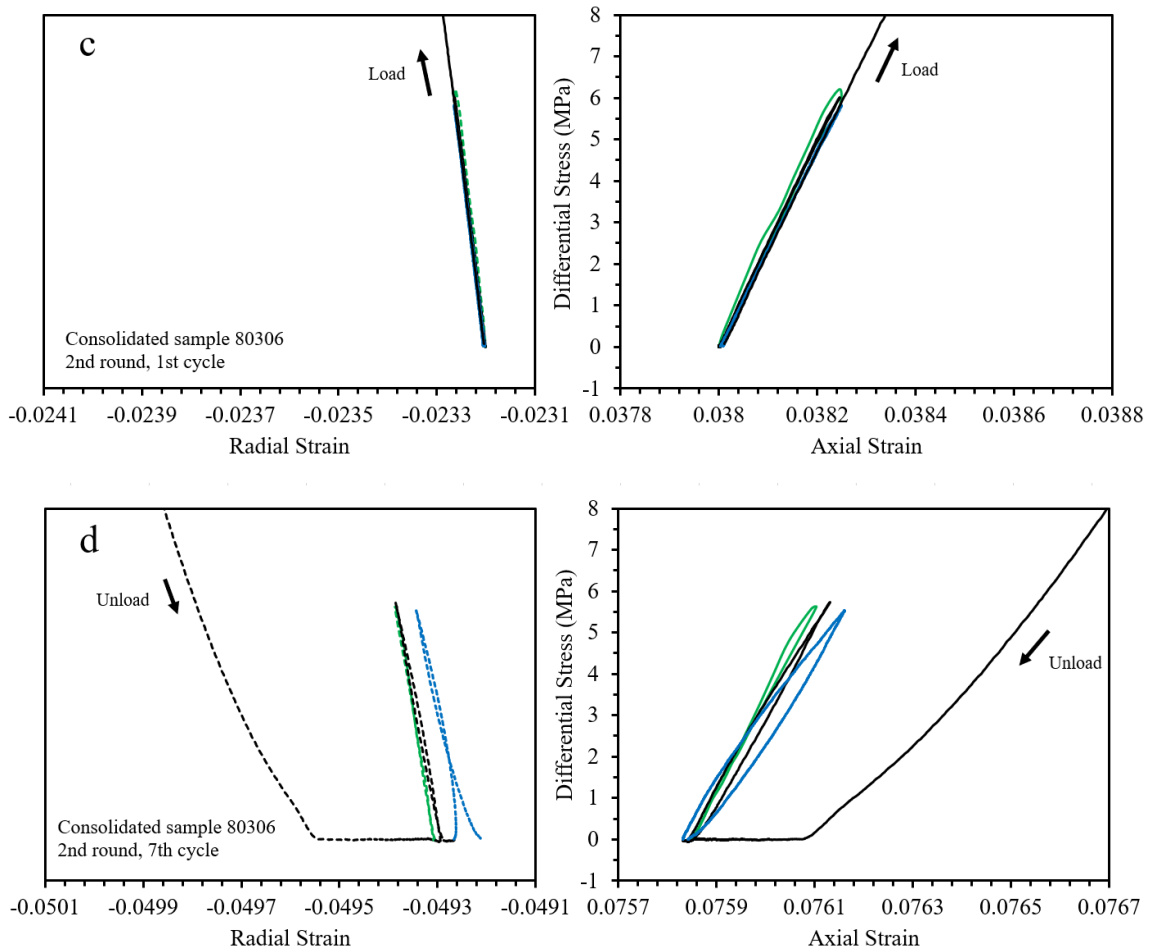 c
Load
Consolidated sample 80306
2nd round, 1st cycle
-0.0241 -0.0239 -0.0237 -0.0235 -0.0233 -0.0231
Radial Strain
8
7
6
5
4
3
2
1
0
-1
Differential Stress (MPa)
Load
0.0378 0.038 0.0382 0.0384 0.0386 0.0388
Axial Strain
d
Unload
Consolidated sample 80306
2nd round, 7th cycle
-0.0501 -0.0499 -0.0497 -0.0495 -0.0493 -0.0491
Radial Strain
8
7
6
5
4
3
2
1
0
-1
Differential Stress (MPa)
Unload
0.0757 0.0759 0.0761 0.0763 0.0765 0.0767
Axial Strain